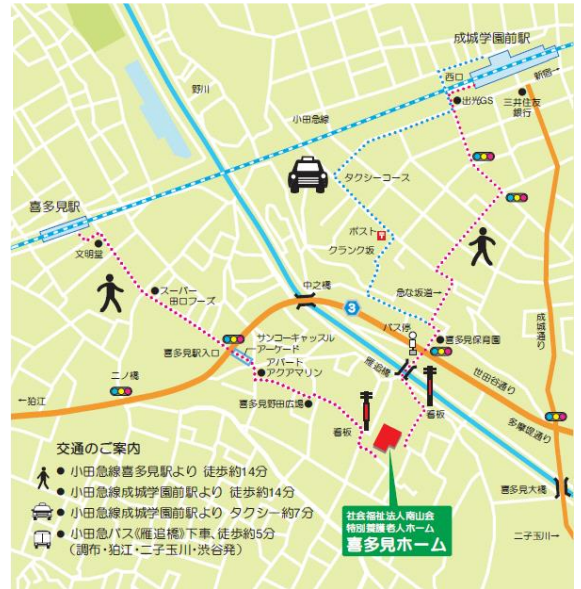 成城学園前駅
西口
新宿→
出光GS
三井住友
銀行
野川
小田急線
タクシーコース
喜多見駅
ポスト
〒
クランク坂
文明堂
スーパー
田口フーズ
中之橋
3
急な坂道→
バス停
喜多見保育園
成城通り
サンコーキャッスル
アーケード
喜多見駅入口
アパート
アクアマリン
雁追橋
世田谷通り
二ノ橋
←狛江
喜多見野田広場
看板
看板
多摩堤通り
喜多見大橋
二子玉川→
交通のご案内
● 小田急線喜多見駅より 徒歩約14分
● 小田急線成城学園前駅より 徒歩約14分
● 小田急線成城学園前駅より タクシー約7分
● 小田急バス《雁追橋》下車、徒歩約5分
（調布・狛江・二子玉川・渋谷発）
社会福祉法人南山会
特別養護老人ホーム
喜多見ホーム